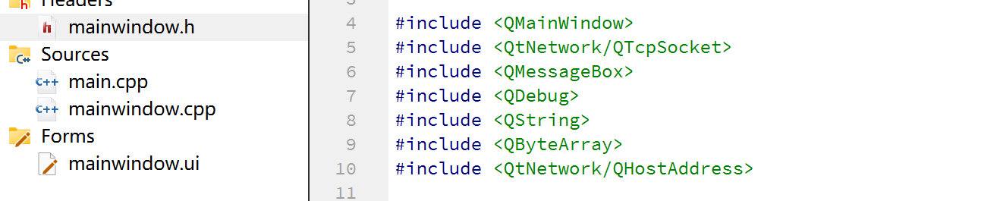 Headers
mainwindow.h
Sources
main.cpp
mainwindow.cpp
Forms
mainwindow.ui
3
4 #include <QMainWindow>
5 #include <QtNetwork/QTcpSocket>
6 #include <QMessageBox>
7 #include <QDebug>
8 #include <QString>
9 #include <QByteArray>
10 #include <QtNetwork/QHostAddress>
11